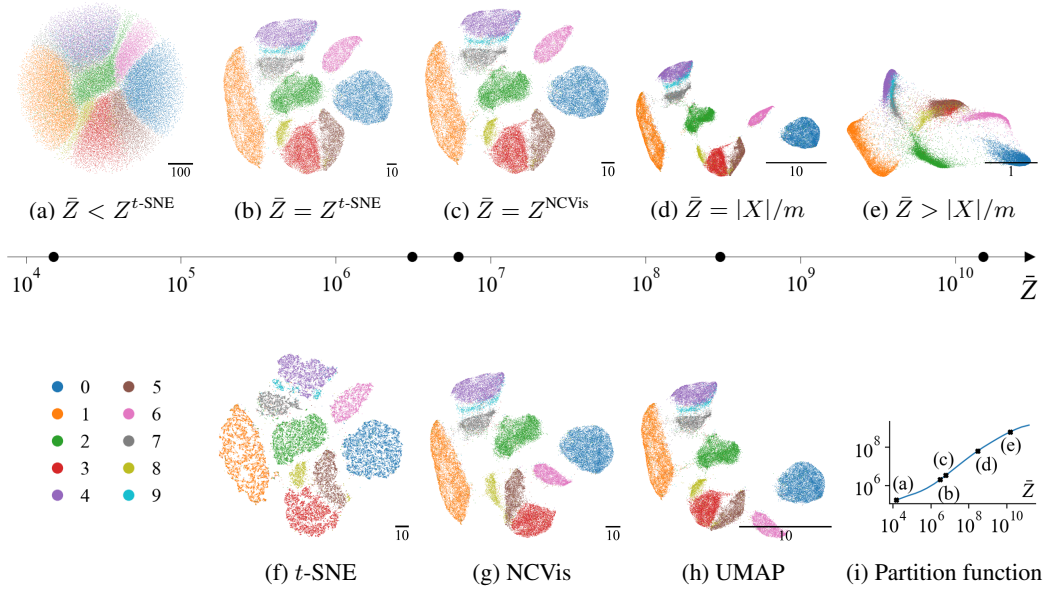 100
10
10
10
1
(a) Z̄ < Z^{t-SNE}
(b) Z̄ = Z^{t-SNE}
(c) Z̄ = Z^{NCVis}
(d) Z̄ = |X|/m
(e) Z̄ > |X|/m
10^4 10^5 10^6 10^7 10^8 10^9 10^10 Z̄
0 5
1 6
2 7
3 8
4 9
10
10
10
10^8
10^6
(a) (b) (c) (d) (e)
Z̄
10^4 10^6 10^8 10^10
(f) t-SNE
(g) NCVis
(h) UMAP
(i) Partition function